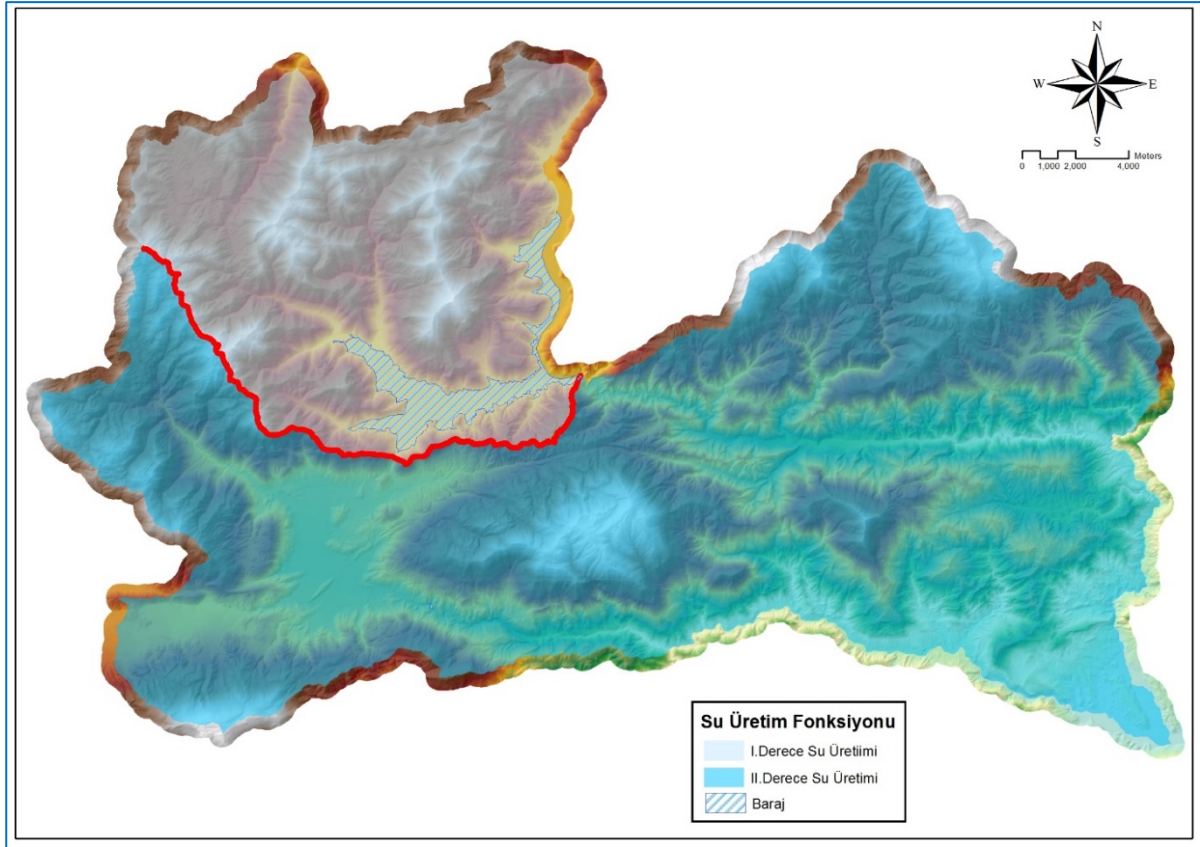 N
W E
S
Meters
0 1,000 2,000 4,000
Su Üretim Fonksiyonu
I.Derece Su Üretiimi
II.Derece Su Üretimi
Baraj